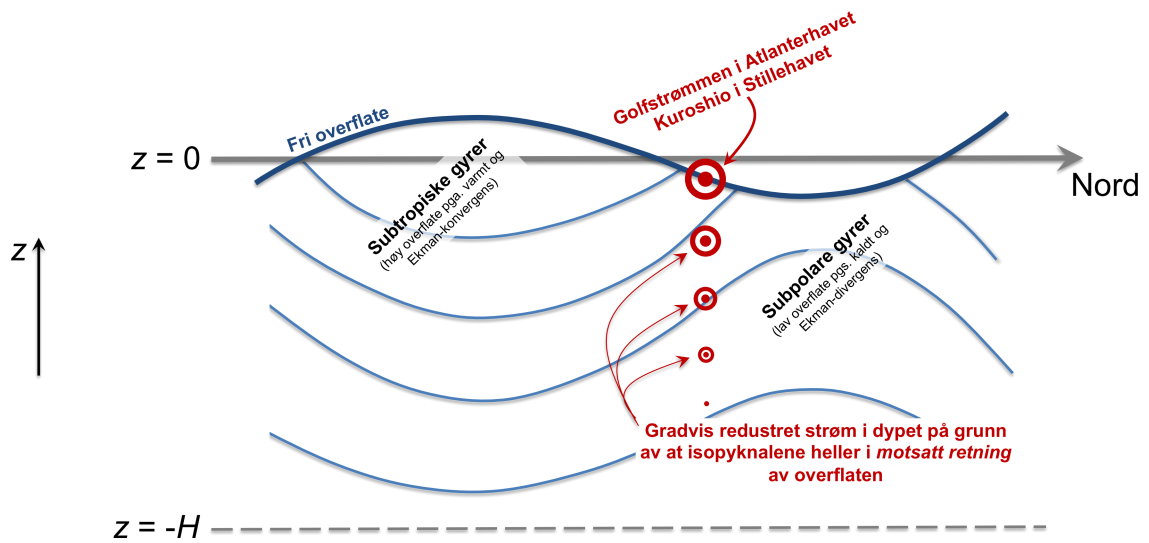 Golfstrømmen i Atlanterhavet
Kuroshio i Stillehavet
Fri overflate
z = 0
Nord
Subtropiske gyrer
(høy overflate pga. varmt og
Ekman-konvergens)
z
Subpolare gyrer
(lav overflate pgs. kaldt og
Ekman-divergens)
Gradvis redustret strøm i dypet på grunn
av at isopyknalene heller i motsatt retning
av overflaten
z = -H